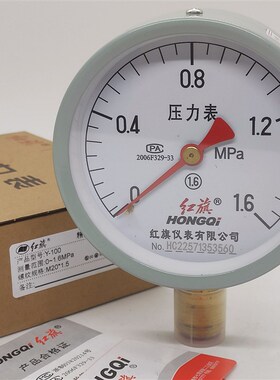 0.8
0.4
压力表
1.2
PA
2006F329-33
MPa
1.6
0
红旗
1.6
HONGQi
红旗仪表有限公司
No. HC22571353560
红旗
产品型号: Y-100
测量范围: 0~1.6MPa
螺纹规格: M20*1.5
备注:
HONGQi
产品合格证